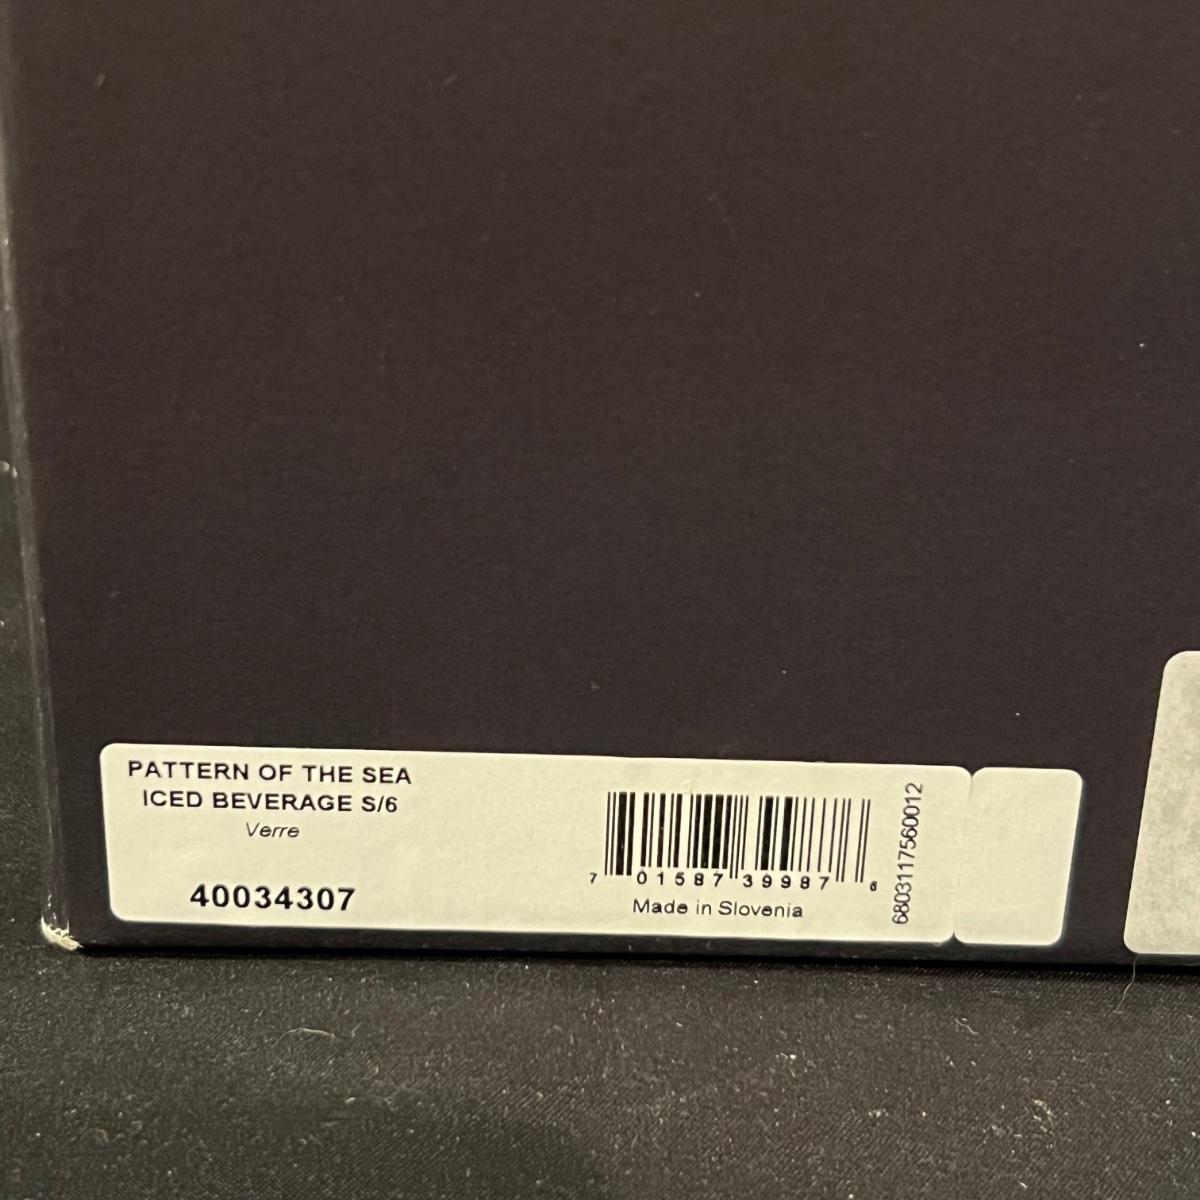 PATTERN OF THE SEA
ICED BEVERAGE S/6
Verre
40034307
7 01587 39987 6
Made in Slovenia
6803117560012